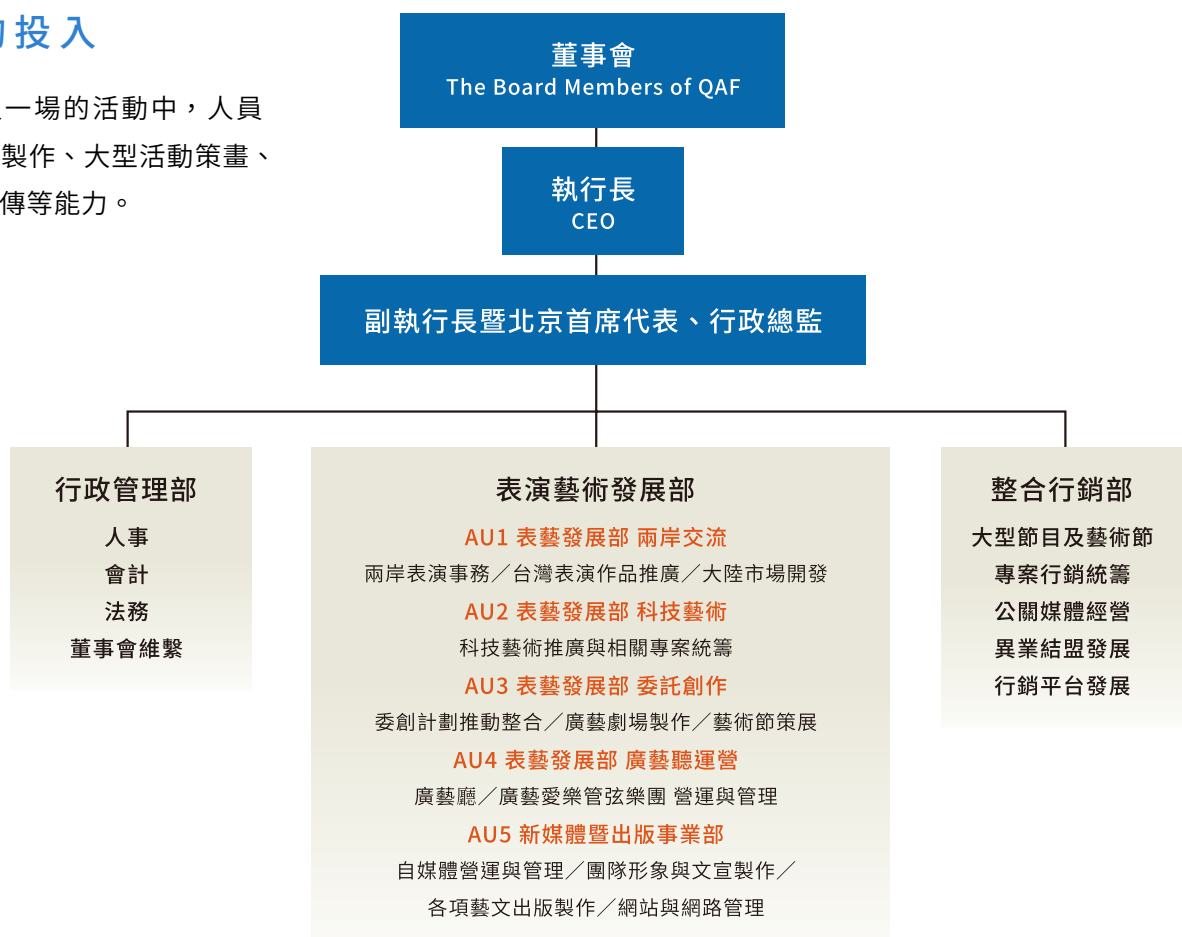 投入
一場的活動中，人員
製作、大型活動策畫、
傳等能力。
董事會
The Board Members of QAF
執行長
CEO
副執行長暨北京首席代表、行政總監
行政管理部
人事
會計
法務
董事會維繫
表演藝術發展部
AU1 表藝發展部 兩岸交流
兩岸表演事務／台灣表演作品推廣／大陸市場開發
AU2 表藝發展部 科技藝術
科技藝術推廣與相關專案統籌
AU3 表藝發展部 委託創作
委創計劃推動整合／廣藝劇場製作／藝術節策展
AU4 表藝發展部 廣藝聽運營
廣藝廳／廣藝愛樂管弦樂團 營運與管理
AU5 新媒體暨出版事業部
自媒體營運與管理／團隊形象與文宣製作／
各項藝文出版製作／網站與網路管理
整合行銷部
大型節目及藝術節
專案行銷統籌
公關媒體經營
異業結盟發展
行銷平台發展